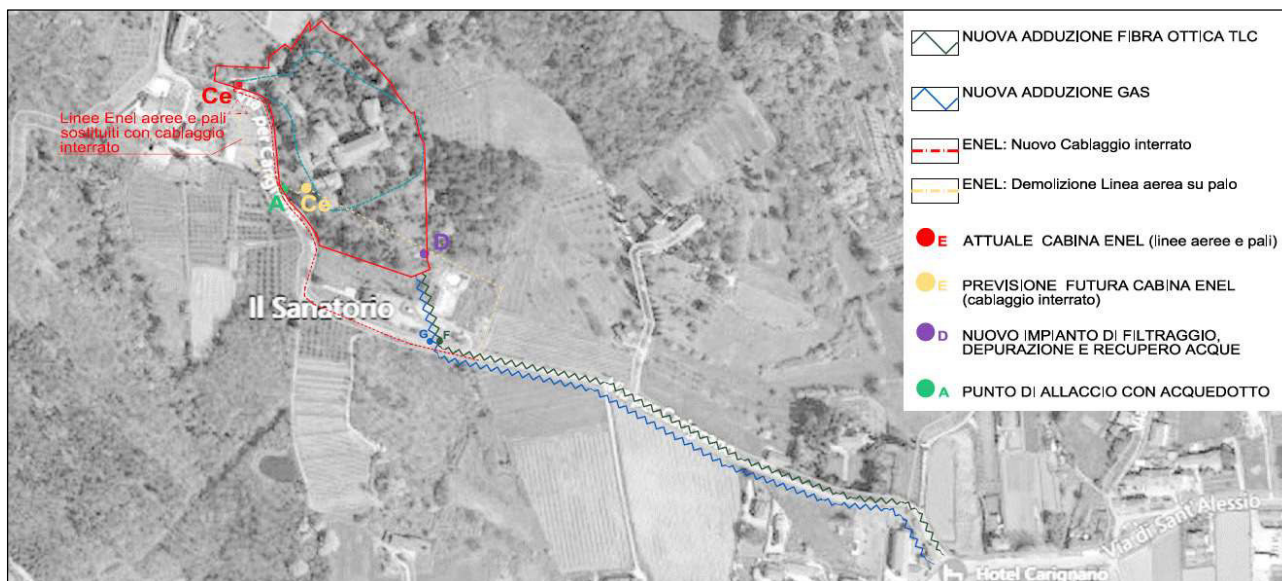 Ce
Linee Enel aeree e pali
sostituiti con cablaggio
interrato
A
Ce
D
Il Sanatorio
G
F
Via di Sant'Alessio
Hotel Carignano
NUOVA ADDUZIONE FIBRA OTTICA TLC
NUOVA ADDUZIONE GAS
ENEL: Nuovo Cablaggio interrato
ENEL: Demolizione Linea aerea su palo
E ATTUALE CABINA ENEL (linee aeree e pali)
E PREVISIONE FUTURA CABINA ENEL
(cablaggio interrato)
D NUOVO IMPIANTO DI FILTRAGGIO,
DEPURAZIONE E RECUPERO ACQUE
A PUNTO DI ALLACCIO CON ACQUEDOTTO